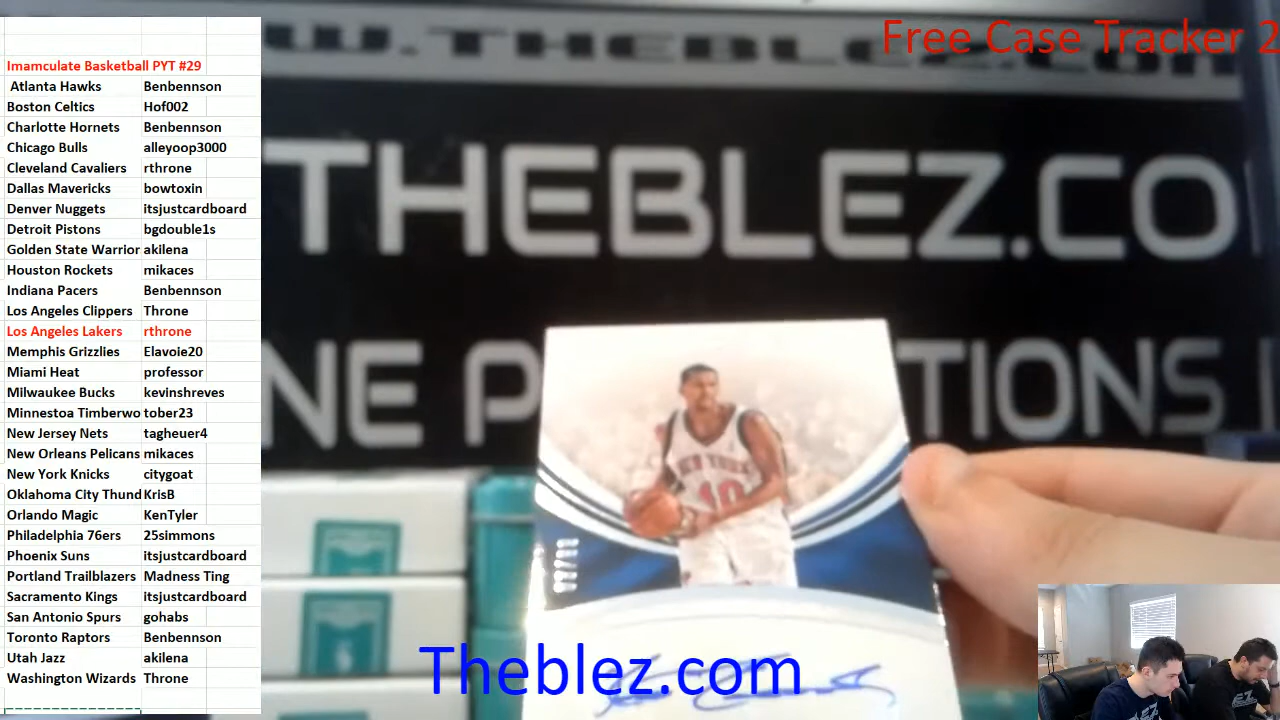 Free Case Tracker 2
Imamculate Basketball PYT #29
Atlanta Hawks Benbennson
Boston Celtics Hof002
Charlotte Hornets Benbennson
Chicago Bulls alleyoop3000
Cleveland Cavaliers rthrone
Dallas Mavericks bowtoxin
Denver Nuggets itsjustcardboard
Detroit Pistons bgdouble1s
Golden State Warrior akilena
Houston Rockets mikaces
Indiana Pacers Benbennson
Los Angeles Clippers Throne
Los Angeles Lakers rthrone
Memphis Grizzlies Elavoie20
Miami Heat professor
Milwaukee Bucks kevinshreves
Minnestoa Timberwo tober23
New Jersey Nets tagheuer4
New Orleans Pelicans mikaces
New York Knicks citygoat
Oklahoma City Thund KrisB
Orlando Magic KenTyler
Philadelphia 76ers 25simmons
Phoenix Suns itsjustcardboard
Portland Trailblazers Madness Ting
Sacramento Kings itsjustcardboard
San Antonio Spurs gohabs
Toronto Raptors Benbennson
Utah Jazz akilena
Washington Wizards Throne
W.THEBLEZ.COM
THEBLEZ.CO
NE P TIONS
NEW YORK
10
Theblez.com